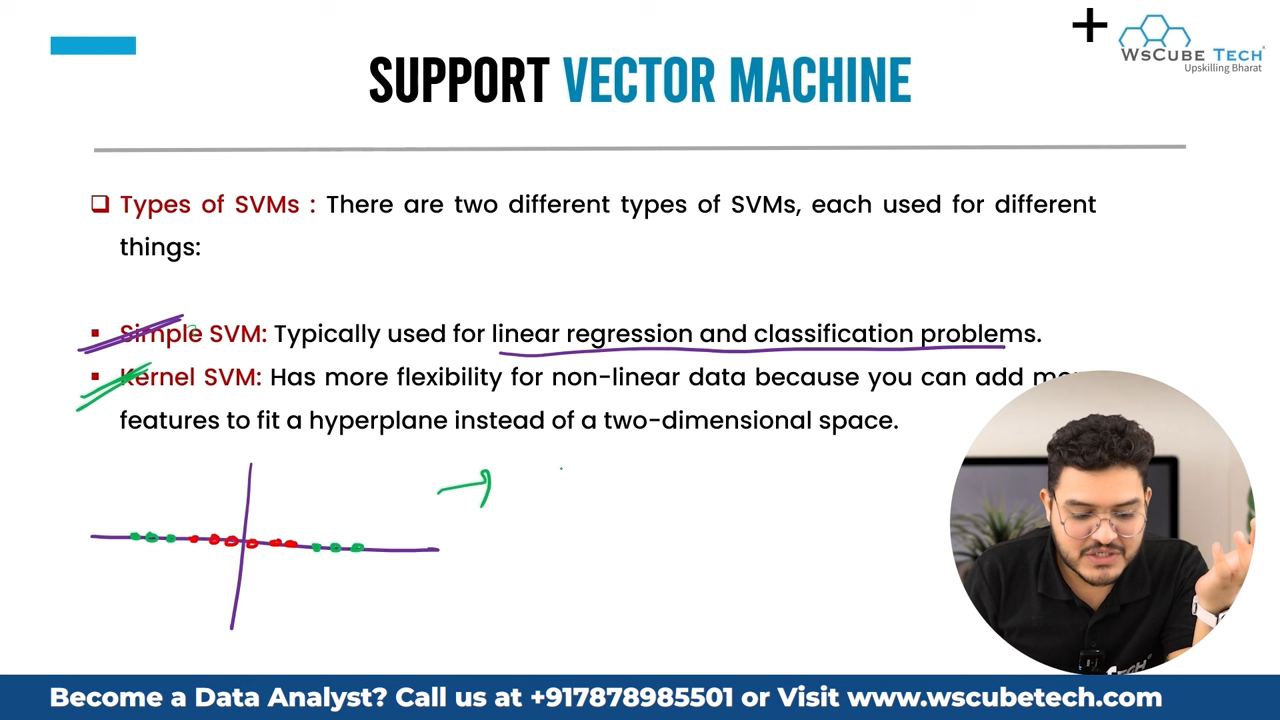 WsCube Tech
Upskilling Bharat
SUPPORT VECTOR MACHINE
Types of SVMs : There are two different types of SVMs, each used for different
things:
Simple SVM: Typically used for linear regression and classification problems.
Kernel SVM: Has more flexibility for non-linear data because you can add
features to fit a hyperplane instead of a two-dimensional space.
Become a Data Analyst? Call us at +917878985501 or Visit www.wscubetech.com